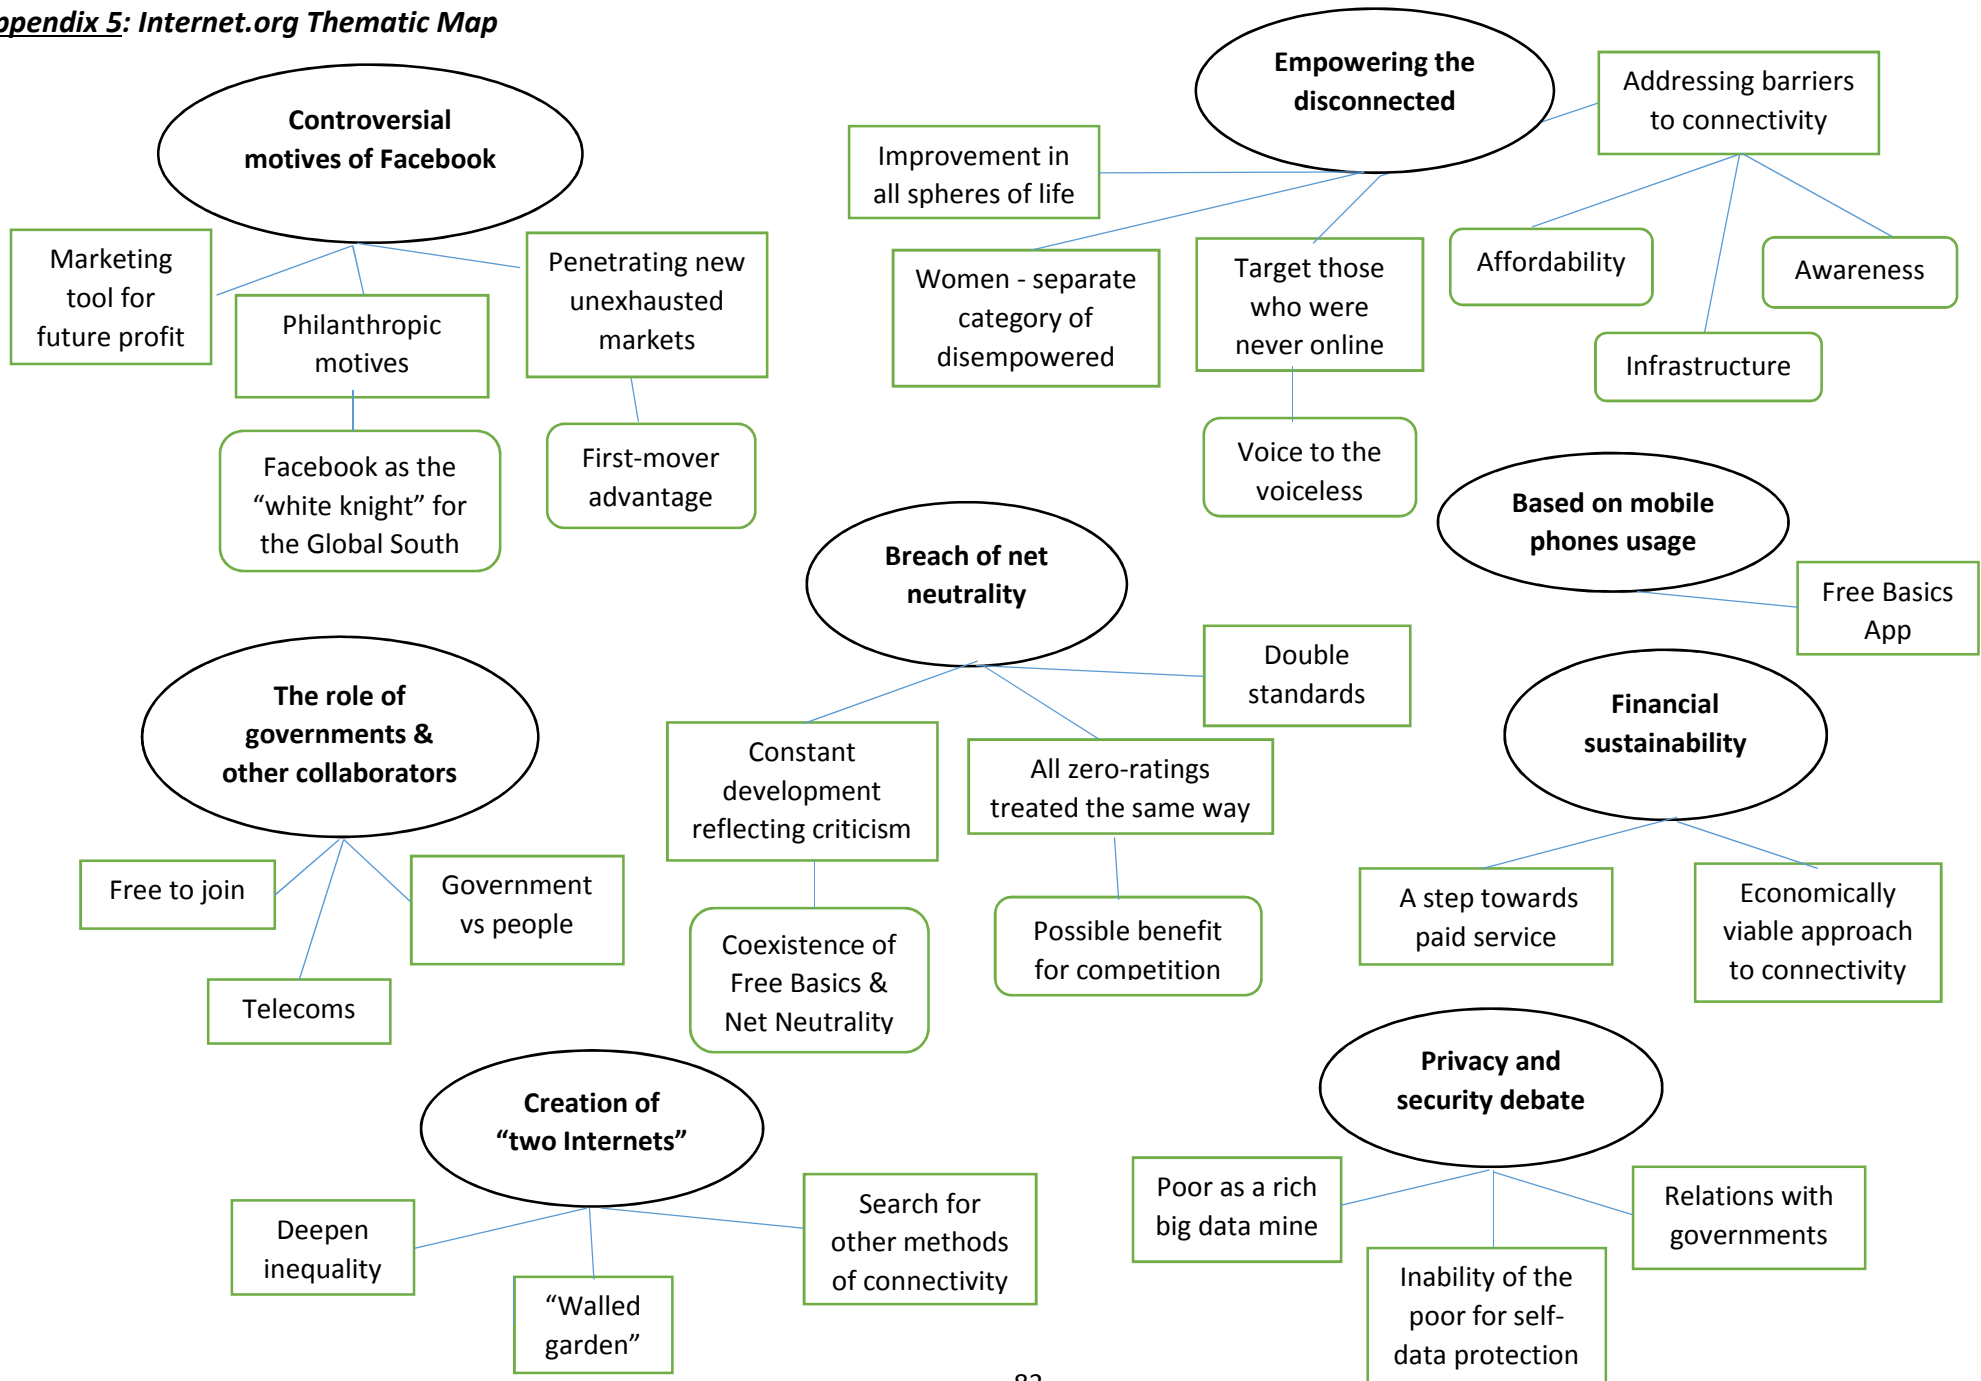 ppendix 5: Internet.org Thematic Map
Controversial
motives of Facebook
Marketing
tool for
future profit
Philanthropic
motives
Penetrating new
unexhausted
markets
Facebook as the
“white knight” for
the Global South
First-mover
advantage
Empowering the
disconnected
Addressing barriers
to connectivity
Improvement in
all spheres of life
Women - separate
category of
disempowered
Target those
who were
never online
Affordability
Awareness
Infrastructure
Voice to the
voiceless
Based on mobile
phones usage
Free Basics
App
Breach of net
neutrality
Double
standards
Constant
development
reflecting criticism
All zero-ratings
treated the same way
Coexistence of
Free Basics &
Net Neutrality
Possible benefit
for competition
The role of
governments &
other collaborators
Free to join
Government
vs people
Telecoms
Financial
sustainability
A step towards
paid service
Economically
viable approach
to connectivity
Creation of
“two Internets”
Deepen
inequality
“Walled
garden”
Search for
other methods
of connectivity
Privacy and
security debate
Poor as a rich
big data mine
Inability of the
poor for self-
data protection
Relations with
governments
82